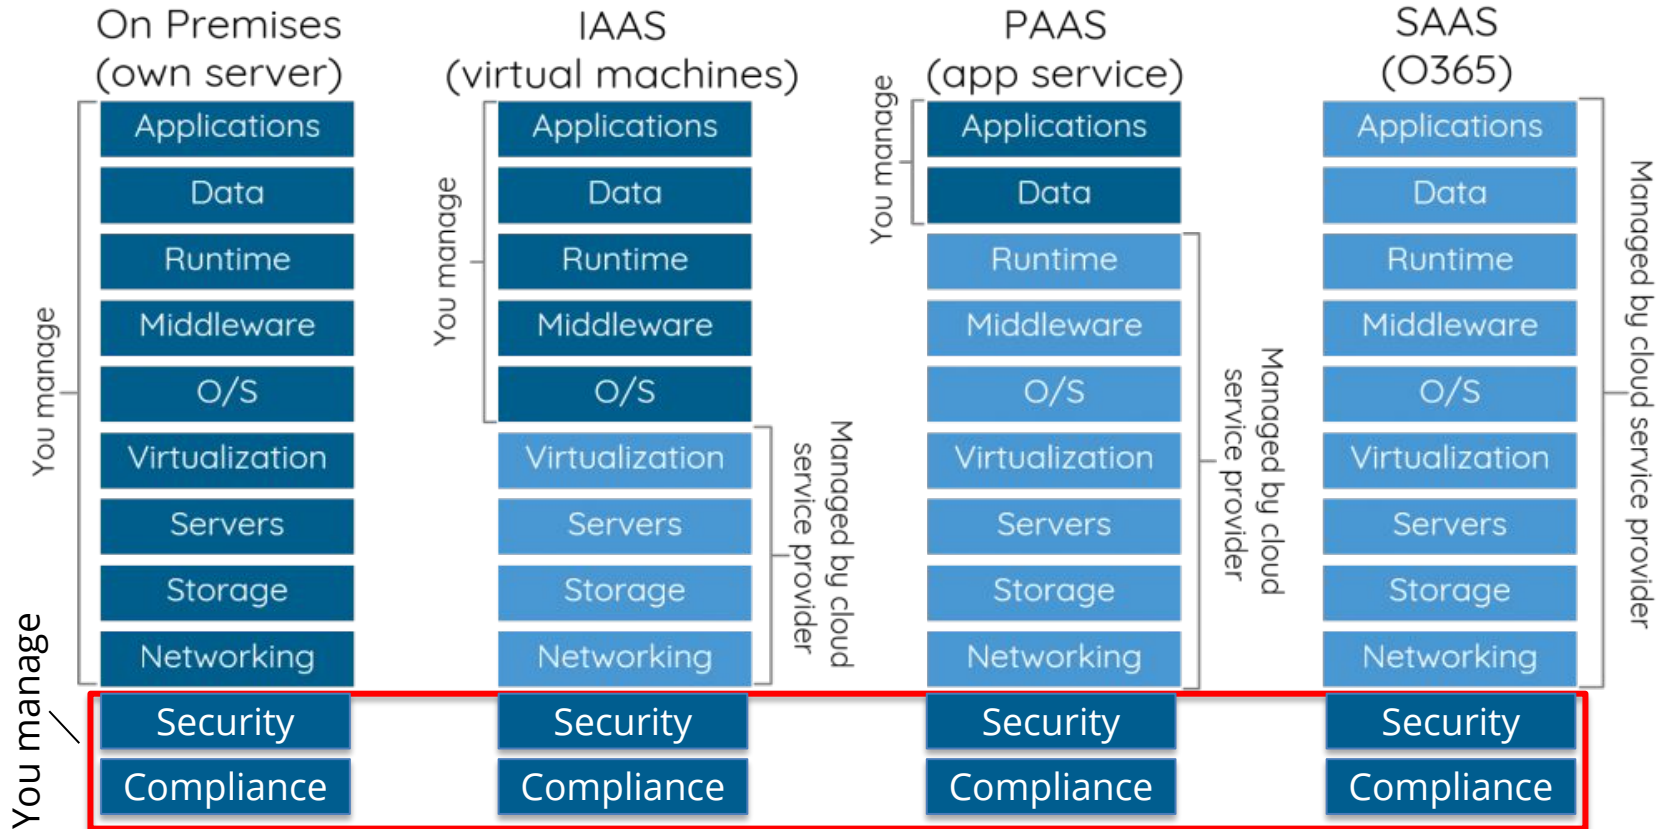 On Premises
(own server)
You manage
Applications
Data
Runtime
Middleware
O/S
Virtualization
Servers
Storage
Networking
IAAS
(virtual machines)
You manage
Applications
Data
Runtime
Middleware
O/S
Virtualization
Servers
Storage
Networking
Managed by cloud
service provider
PAAS
(app service)
You manage
Applications
Data
Runtime
Middleware
O/S
Virtualization
Servers
Storage
Networking
Managed by cloud
service provider
SAAS
(O365)
Applications
Data
Runtime
Middleware
O/S
Virtualization
Servers
Storage
Networking
Managed by cloud service provider
You manage
Security
Security
Security
Security
Compliance
Compliance
Compliance
Compliance